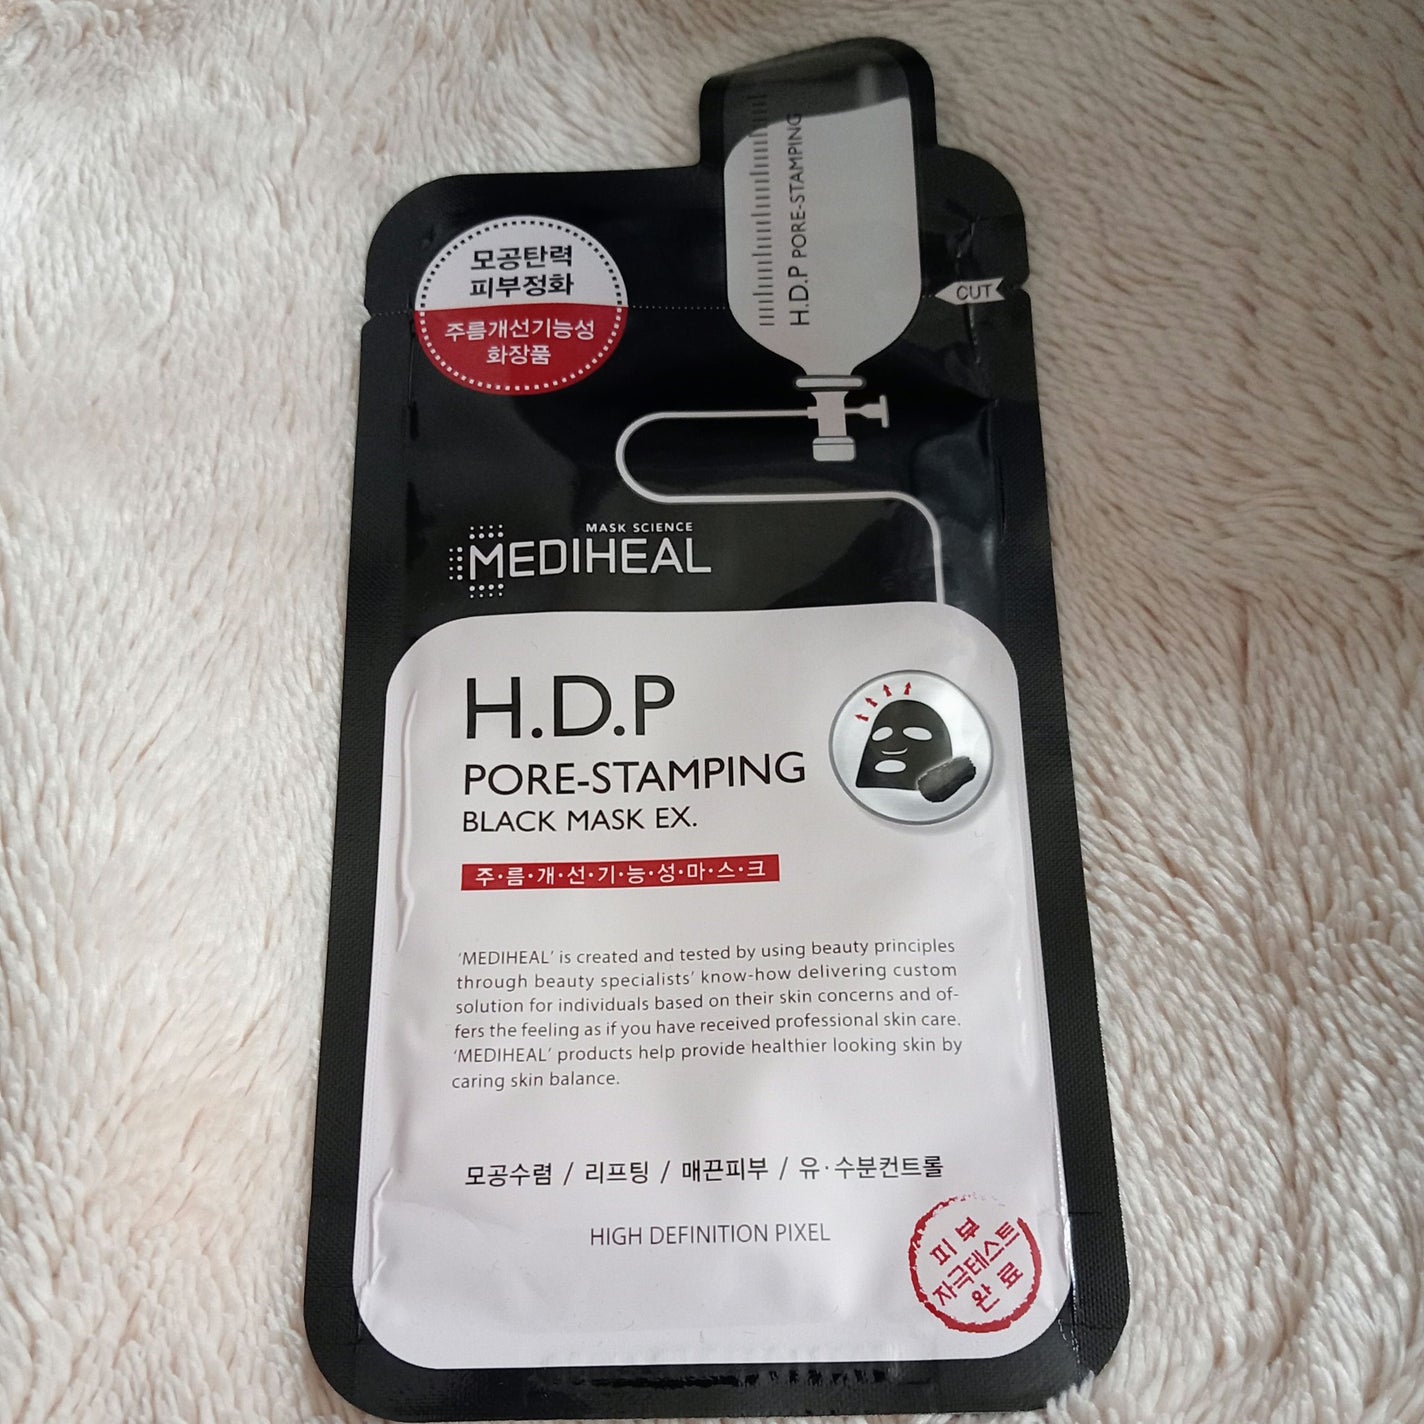 H.D.P PORE-STAMPING
모공탄력
피부정화
주름개선기능성
화장품
CUT
MASK SCIENCE
MEDIHEAL
H.D.P
PORE-STAMPING
BLACK MASK EX.
주·름·개·선·기·능·성·마·스·크
'MEDIHEAL' is created and tested by using beauty principles
through beauty specialists' know-how delivering custom
solution for individuals based on their skin concerns and of-
fers the feeling as if you have received professional skin care.
'MEDIHEAL' products help provide healthier looking skin by
caring skin balance.
모공수렴 / 리프팅 / 매끈피부 / 유·수분컨트롤
HIGH DEFINITION PIXEL
피부
자극테스트
완료